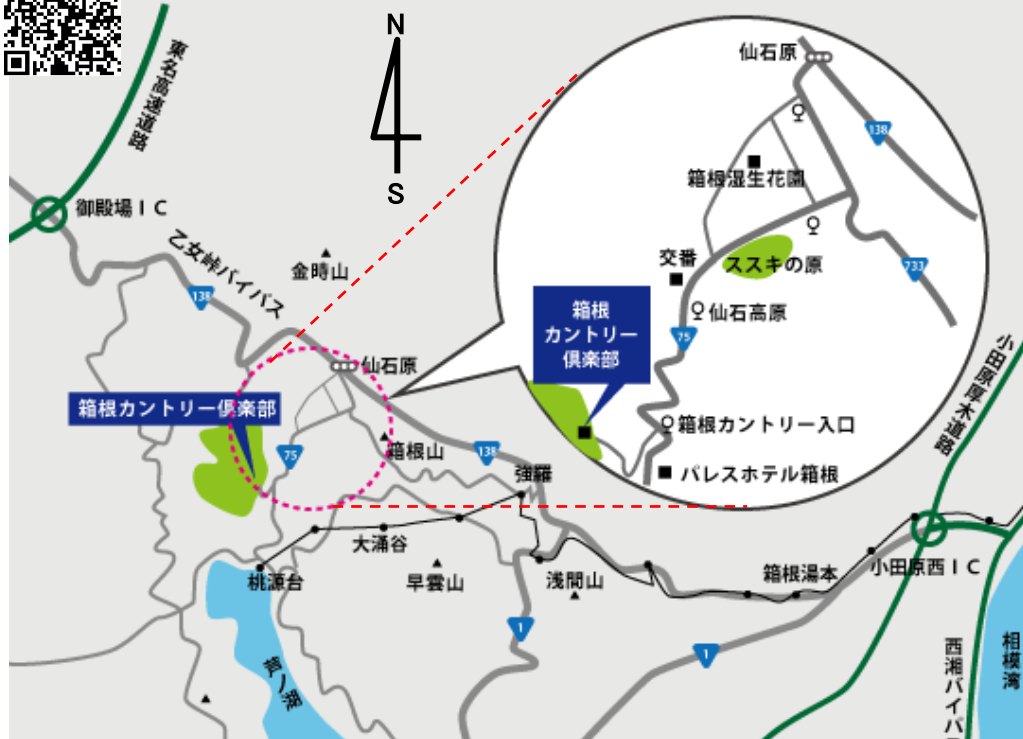 N
S
東名高速道路
御殿場IC
乙女峠バイパス
138
金時山
仙石原
箱根カントリー倶楽部
75
箱根山
138
強羅
大涌谷
桃源台
早雲山
浅間山
箱根湯本
小田原西IC
小田原厚木道路
1
1
芦ノ湖
西湘バイパ
相模湾
仙石原
138
箱根湿生花園
交番
ススキの原
733
仙石高原
75
箱根
カントリー
倶楽部
箱根カントリー入口
パレスホテル箱根